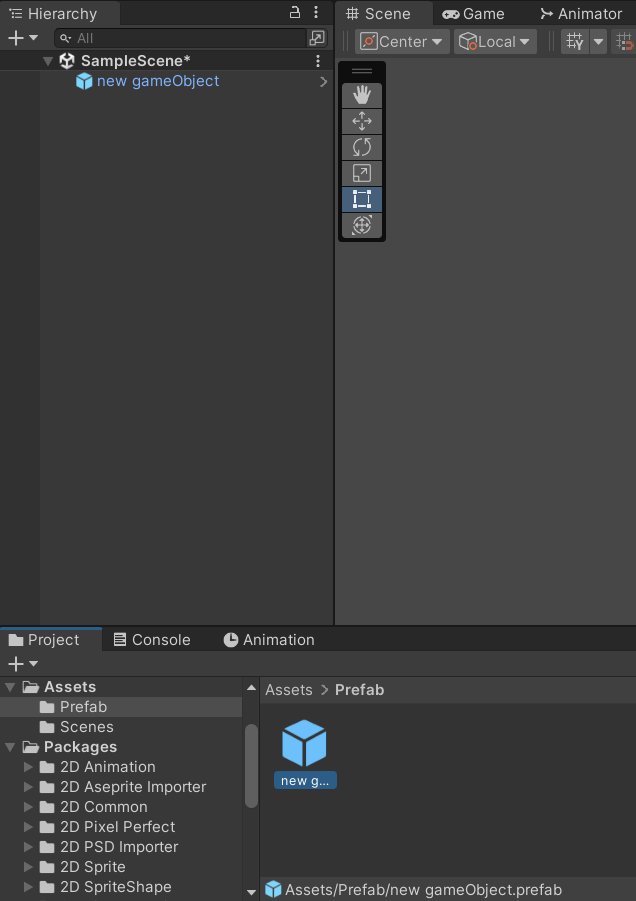 Hierarchy
Scene
Game
Animator
All
Center
Local
SampleScene*
new gameObject
Project
Console
Animation
Assets
Prefab
Scenes
Packages
2D Animation
2D Aseprite Importer
2D Common
2D Pixel Perfect
2D PSD Importer
2D Sprite
2D SpriteShape
Assets > Prefab
new g...
Assets/Prefab/new gameObject.prefab